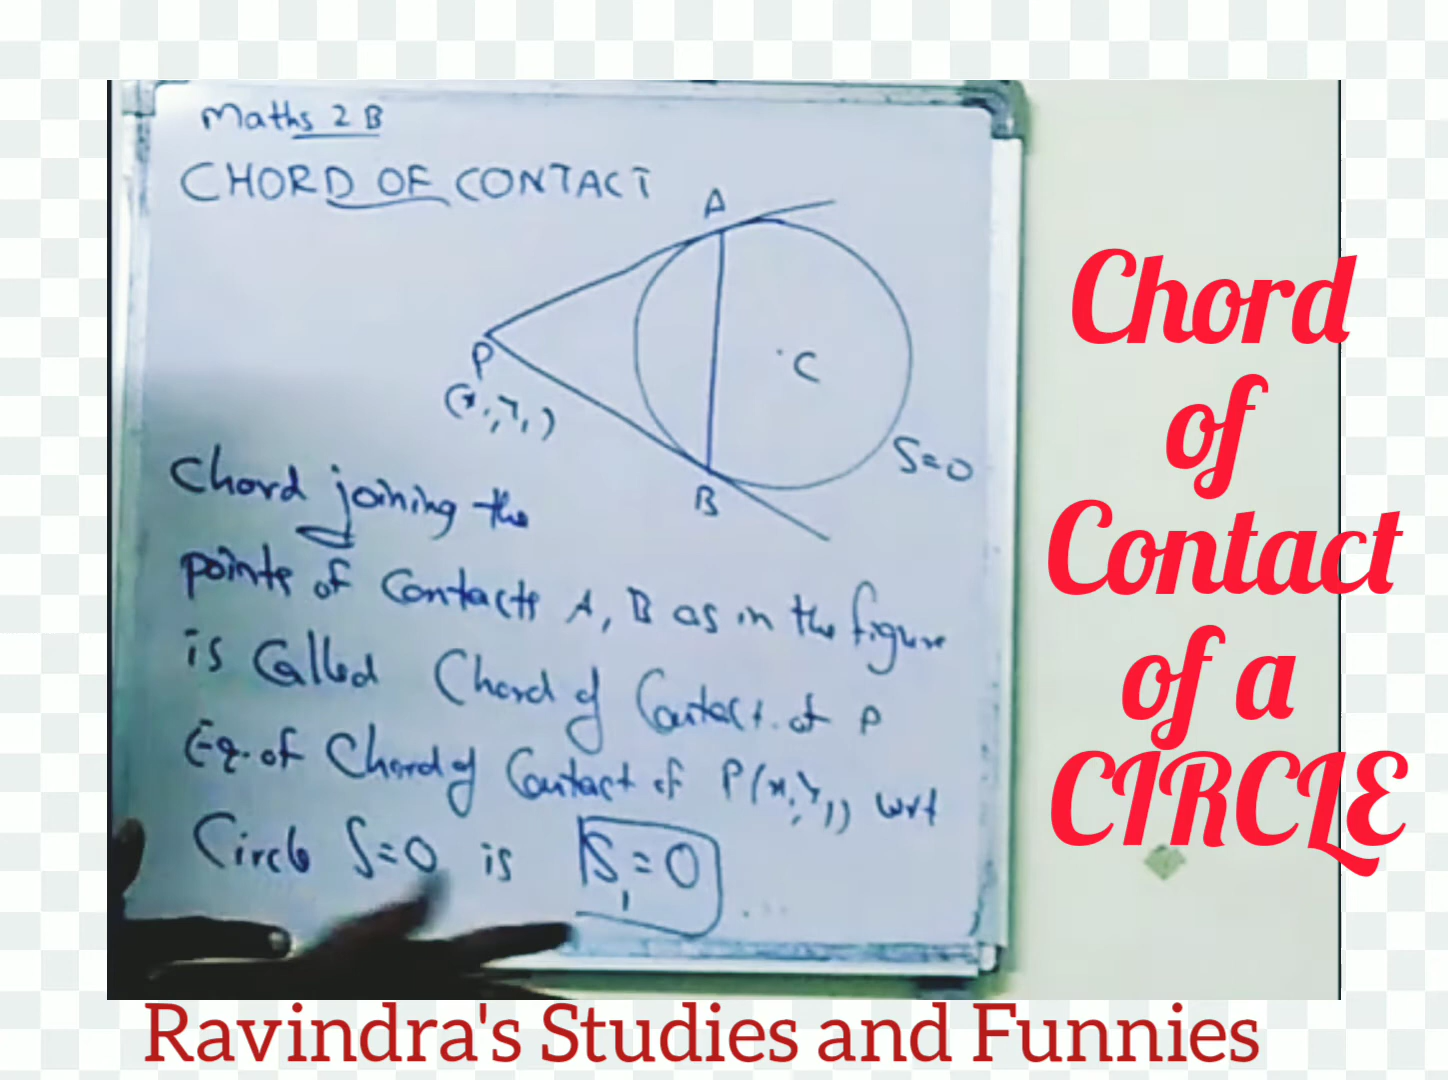 Maths 2 B
CHORD OF CONTACT
A
P
(x₁,y₁)
C
S=0
B
Chord joining the
points of Contacts A, B as in the figure
is Called Chord of Contact of P
Eq. of Chord of Contact of P(x₁,y₁) wrt
Circle S=0 is S₁=0
Chord
of
Contact
of a
CIRCLE
Ravindra's Studies and Funnies